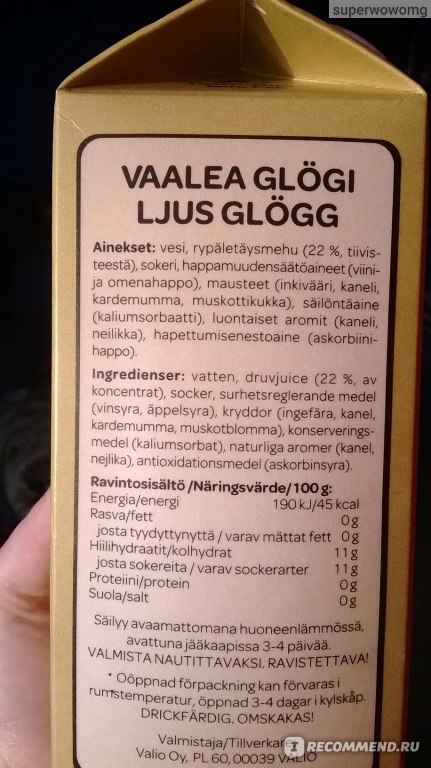 superwowomg
VAALEA GLÖGI
LJUS GLÖGG
Ainekset: vesi, rypäletäysmehu (22 %, tiivis-
teestä), sokeri, happamuudensäätöaineet (viini-
ja omenahappo), mausteet (inkivääri, kaneli,
kardemumma, muskottikukka), säilöntäaine
(kaliumsorbaatti), luontaiset aromit (kaneli,
neilikka), hapettumisenestoaine (askorbiini-
happo).
Ingredienser: vatten, druvjuice (22 %, av
koncentrat), socker, surhetsreglerande medel
(vinsyra, äppelsyra), kryddor (ingefära, kanel,
kardemumma, muskotblomma), konserverings-
medel (kaliumsorbat), naturliga aromer (kanel,
nejlika), antioxidationsmedel (askorbinsyra).
Ravintosisältö /Näringsvärde/ 100 g:
Energia/energi 190 kJ/45 kcal
Rasva/fett 0 g
josta tyydyttynyttä / varav mättat fett 0 g
Hiilihydraatit/kolhydrat 11 g
josta sokereita / varav sockerarter 11 g
Proteiini/protein 0 g
Suola/salt 0 g
Säilyy avaamattomana huoneenlämmössä,
avattuna jääkaapissa 3-4 päivää.
VALMISTA NAUTITTAVAKSI. RAVISTETTAVA!
* Oöppnad förpackning kan förvaras i
rumstemperatur, öppnad 3-4 dagar i kylskåp.
DRICKFÄRDIG. OMSKAKAS!
Valmistaja/Tillverkare
Valio Oy, PL 60, 00039 VALIO
RECOMMEND.RU